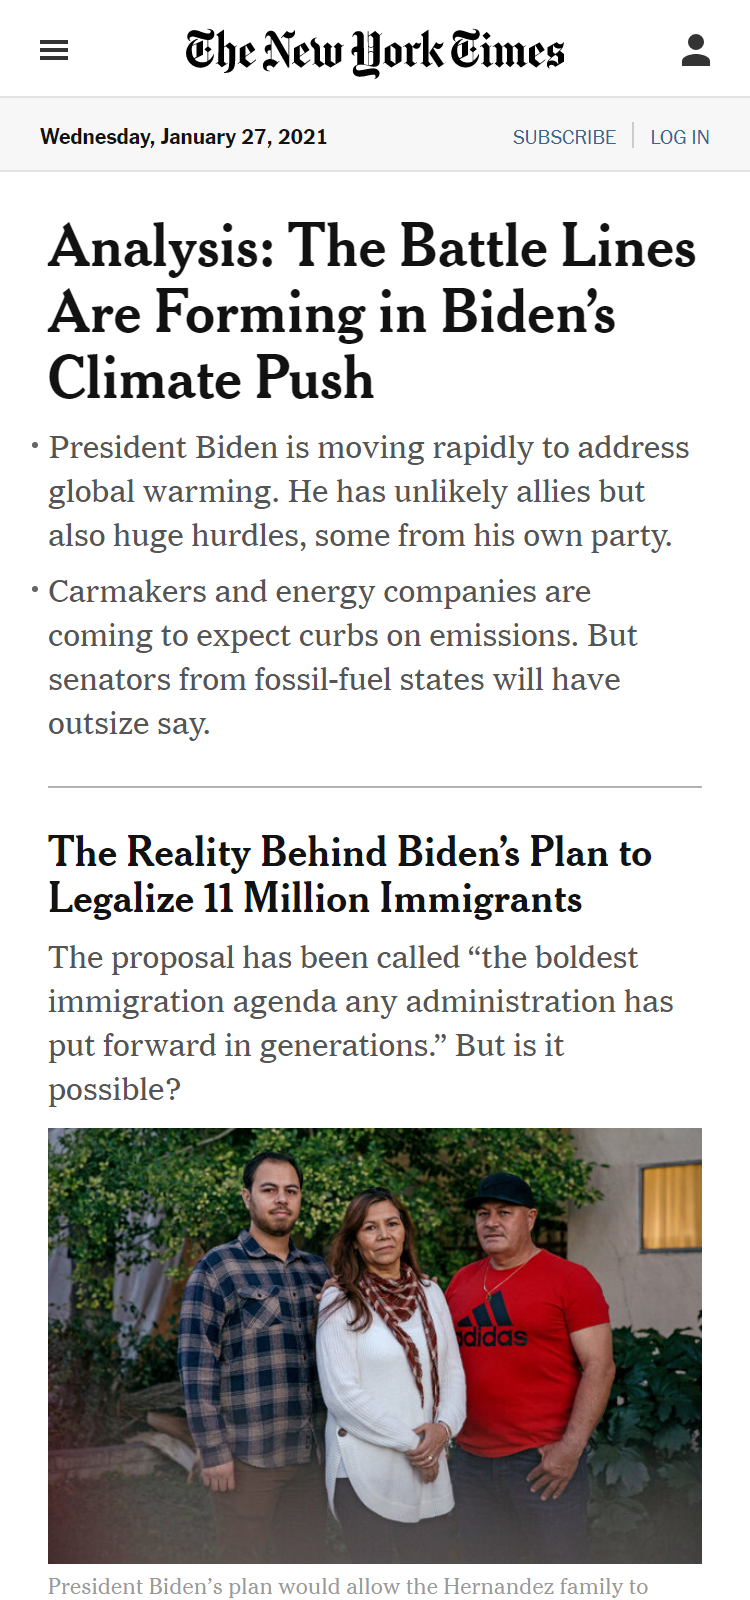 The New York Times
Wednesday, January 27, 2021
SUBSCRIBE
LOG IN
Analysis: The Battle Lines
Are Forming in Biden’s
Climate Push
• President Biden is moving rapidly to address
global warming. He has unlikely allies but
also huge hurdles, some from his own party.
• Carmakers and energy companies are
coming to expect curbs on emissions. But
senators from fossil-fuel states will have
outsize say.
The Reality Behind Biden’s Plan to
Legalize 11 Million Immigrants
The proposal has been called “the boldest
immigration agenda any administration has
put forward in generations.” But is it
possible?
adidas
President Biden’s plan would allow the Hernandez family to